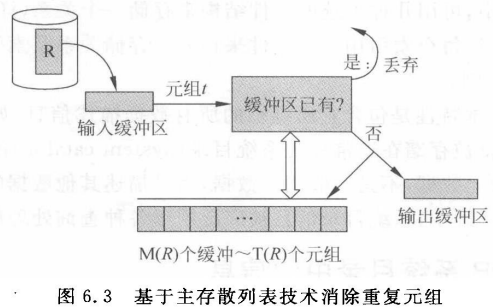 R
元组t
输入缓冲区
缓冲区已有?
是:丢弃
否
输出缓冲区
…
M(R)个缓冲～T(R)个元组
图 6.3 基于主存散列表技术消除重复元组